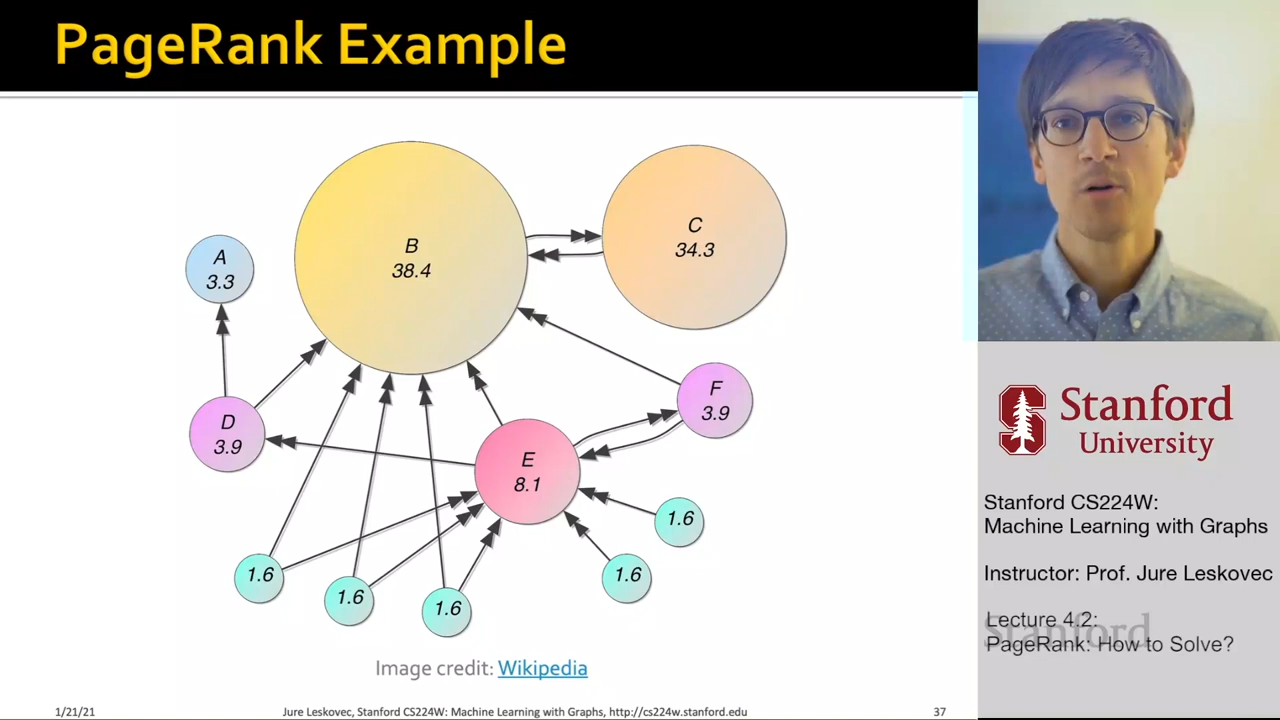 PageRank Example
B
38.4
C
34.3
A
3.3
F
3.9
D
3.9
E
8.1
1.6
1.6
1.6
1.6
1.6
Image credit: Wikipedia
1/21/21
Jure Leskovec, Stanford CS224W: Machine Learning with Graphs, http://cs224w.stanford.edu
37
Stanford
University
Stanford CS224W:
Machine Learning with Graphs
Instructor: Prof. Jure Leskovec
Lecture 4.2:
Stanford
PageRank: How to Solve?